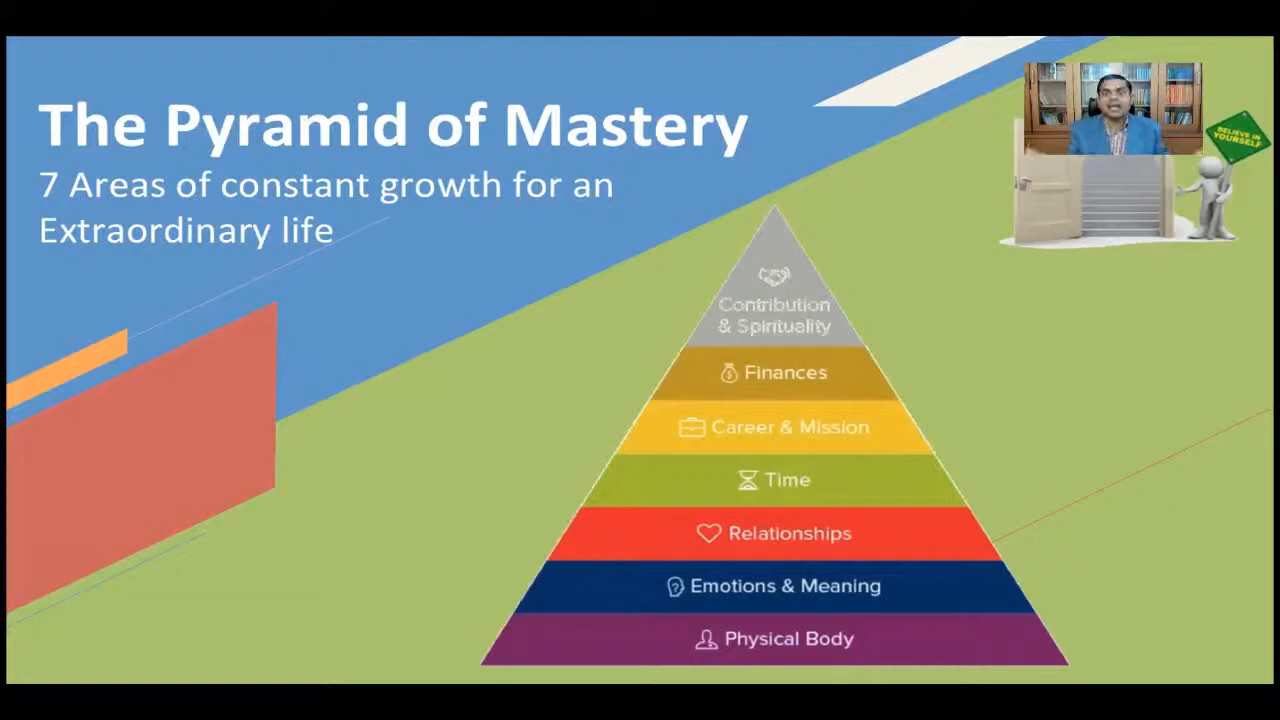 The Pyramid of Mastery
7 Areas of constant growth for an
Extraordinary life
BELIEVE IN
YOURSELF
Contribution
& Spirituality
Finances
Career & Mission
Time
Relationships
Emotions & Meaning
Physical Body